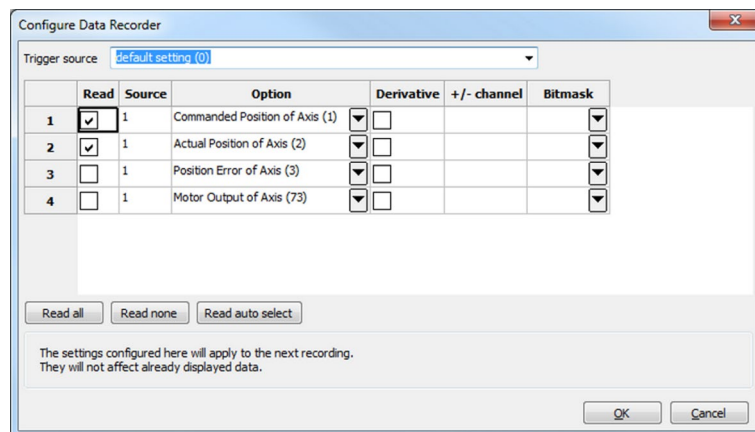 Configure Data Recorder
x
Trigger source default setting (0)
Read Source Option Derivative +/- channel Bitmask
1 1 Commanded Position of Axis (1)
2 1 Actual Position of Axis (2)
3 1 Position Error of Axis (3)
4 1 Motor Output of Axis (73)
Read all Read none Read auto select
The settings configured here will apply to the next recording.
They will not affect already displayed data.
OK Cancel